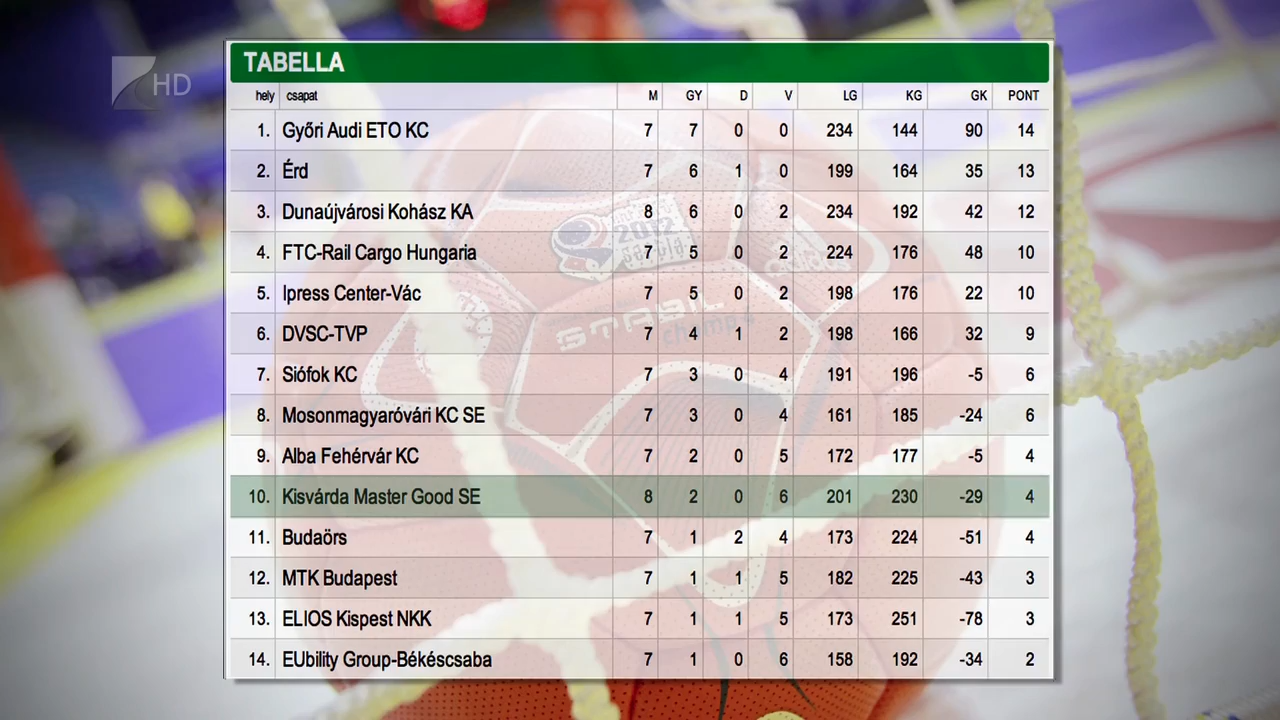 HD
TABELLA
hely csapat M GY D V LG KG GK PONT
1. Győri Audi ETO KC 7 7 0 0 234 144 90 14
2. Érd 7 6 1 0 199 164 35 13
3. Dunaújvárosi Kohász KA 8 6 0 2 234 192 42 12
4. FTC-Rail Cargo Hungaria 7 5 0 2 224 176 48 10
5. Ipress Center-Vác 7 5 0 2 198 176 22 10
6. DVSC-TVP 7 4 1 2 198 166 32 9
7. Siófok KC 7 3 0 4 191 196 -5 6
8. Mosonmagyaróvári KC SE 7 3 0 4 161 185 -24 6
9. Alba Fehérvár KC 7 2 0 5 172 177 -5 4
10. Kisvárda Master Good SE 8 2 0 6 201 230 -29 4
11. Budaörs 7 1 2 4 173 224 -51 4
12. MTK Budapest 7 1 1 5 182 225 -43 3
13. ELIOS Kispest NKK 7 1 1 5 173 251 -78 3
14. EUbility Group-Békéscsaba 7 1 0 6 158 192 -34 2
2012
STABIL
champ